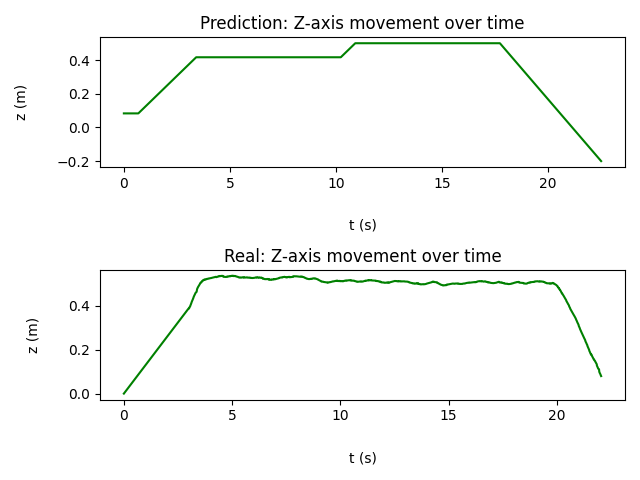 Prediction: Z-axis movement over time
0.4
0.2
0.0
−0.2
z (m)
0 5 10 15 20
t (s)
Real: Z-axis movement over time
0.4
0.2
0.0
z (m)
0 5 10 15 20
t (s)